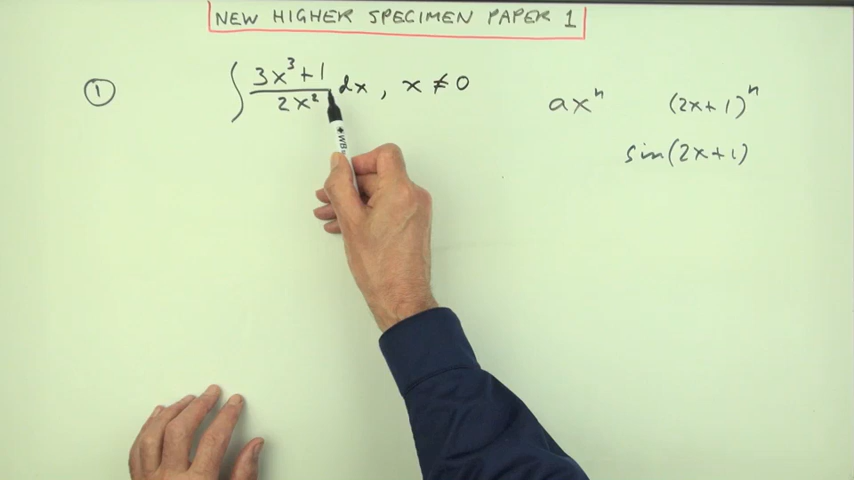 NEW HIGHER SPECIMEN PAPER 1
① ∫ (3x³+1)/(2x²) dx , x ≠ 0
axⁿ (2x+1)ⁿ
sin(2x+1)